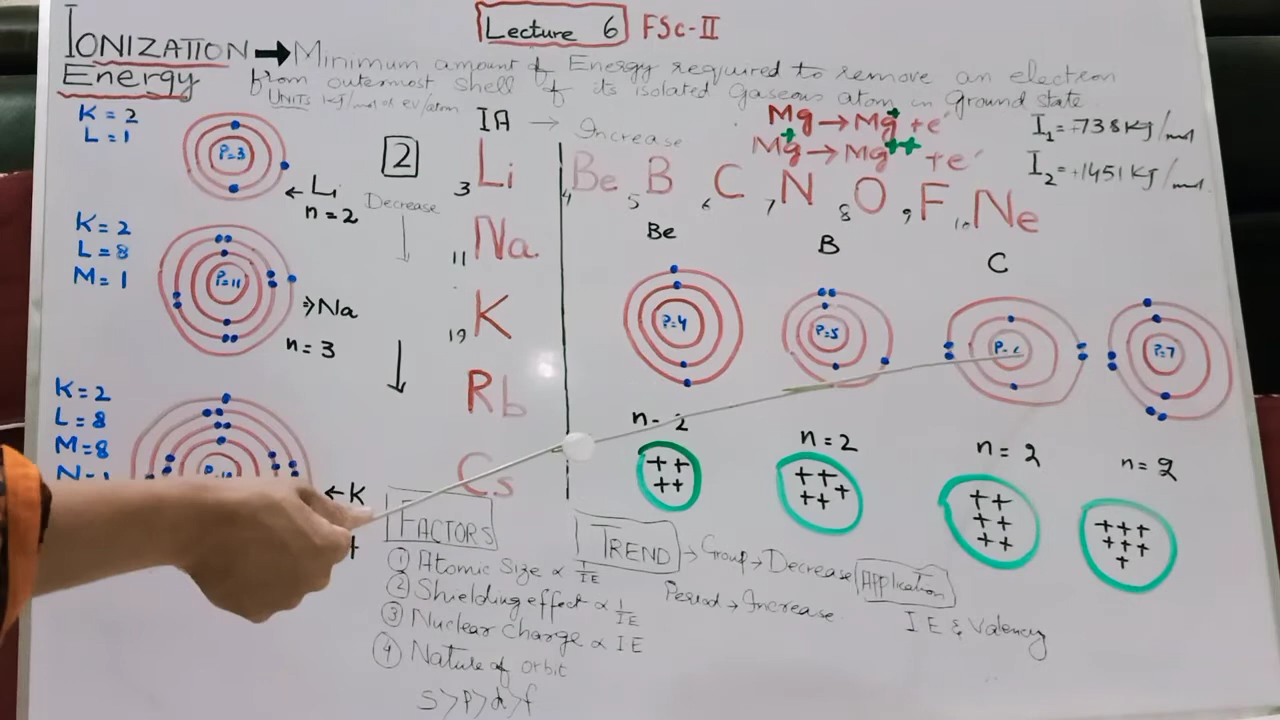 Lecture 6 FSc-II
IONIZATION → Minimum amount of Energy required to remove an electron
Energy from outermost shell of its isolated gaseous atom in Ground state.
UNITS kJ/mol or ev/atom
K = 2
L = 1
P=3
← Li
n = 2
K = 2
L = 8
M = 1
P=11
⇒ Na
n = 3
K = 2
L = 8
M = 8
N = 1
← K
2
Decrease
IA → Increase
3 Li
11 Na
19 K
Rb
Cs
Mg → Mg+ + e-
Mg+ → Mg++ + e-
I1 = +738 kJ/mol
I2 = +1451 kJ/mol.
4 Be 5 B 6 C 7 N 8 O 9 F 10 Ne
Be B C
P=4 P=5 P=7
n = 2 n = 2 n = 2 n = 2
++ ++
+++ ++
++ ++ ++
+++ +++ +
FACTORS
① Atomic Size ∝ 1/IE
② Shielding effect ∝ 1/IE
③ Nuclear Charge ∝ IE
④ Nature of orbit
S > P > d > f
TREND → Group → Decrease
Period → Increase.
Application
I E & Valency